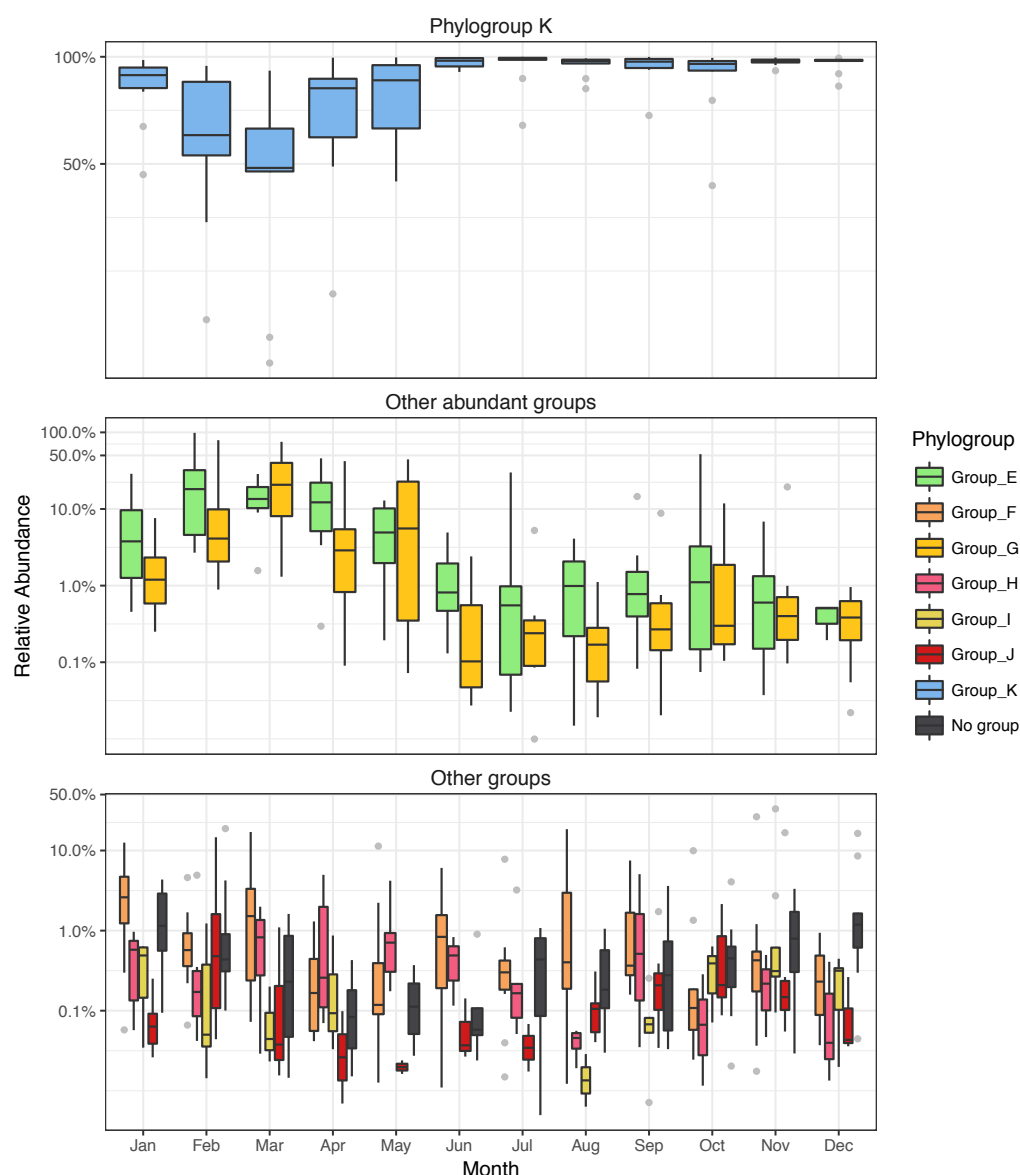 Phylogroup K
100%
50%
Other abundant groups
100.0%
50.0%
10.0%
1.0%
0.1%
Relative Abundance
Phylogroup
Group_E
Group_F
Group_G
Group_H
Group_I
Group_J
Group_K
No group
Other groups
50.0%
10.0%
1.0%
0.1%
Jan Feb Mar Apr May Jun Jul Aug Sep Oct Nov Dec
Month